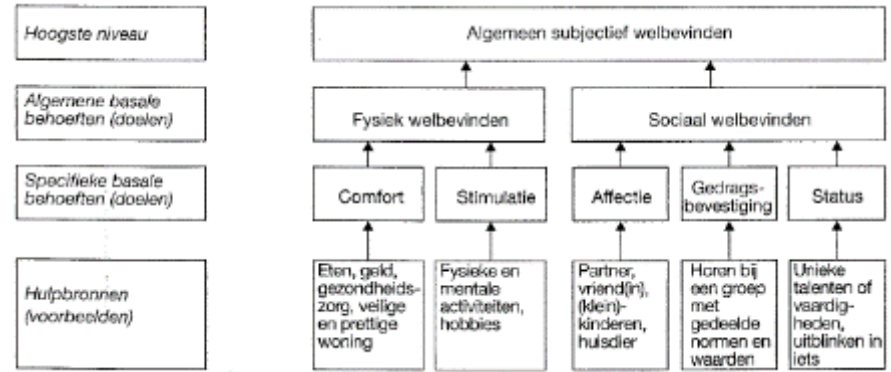 Hoogste niveau
Algemeen subjectief welbevinden
Algemene basale
behoeften (doelen)
Fysiek welbevinden
Sociaal welbevinden
Specifieke basale
behoeften (doelen)
Comfort
Stimulatie
Affectie
Gedrags-
bevestiging
Status
Hulpbronnen
(voorbeelden)
Eten, geld,
gezondheids-
zorg, veilige
en prettige
woning
Fysieke en
mentale
activiteiten,
hobbies
Partner,
vriend(in),
(klein)-
kinderen,
huisdier
Horen bij
een groep
met
gedeelde
normen en
waarden
Unieke
talenten of
vaardig-
heden,
uitblinken in
iets